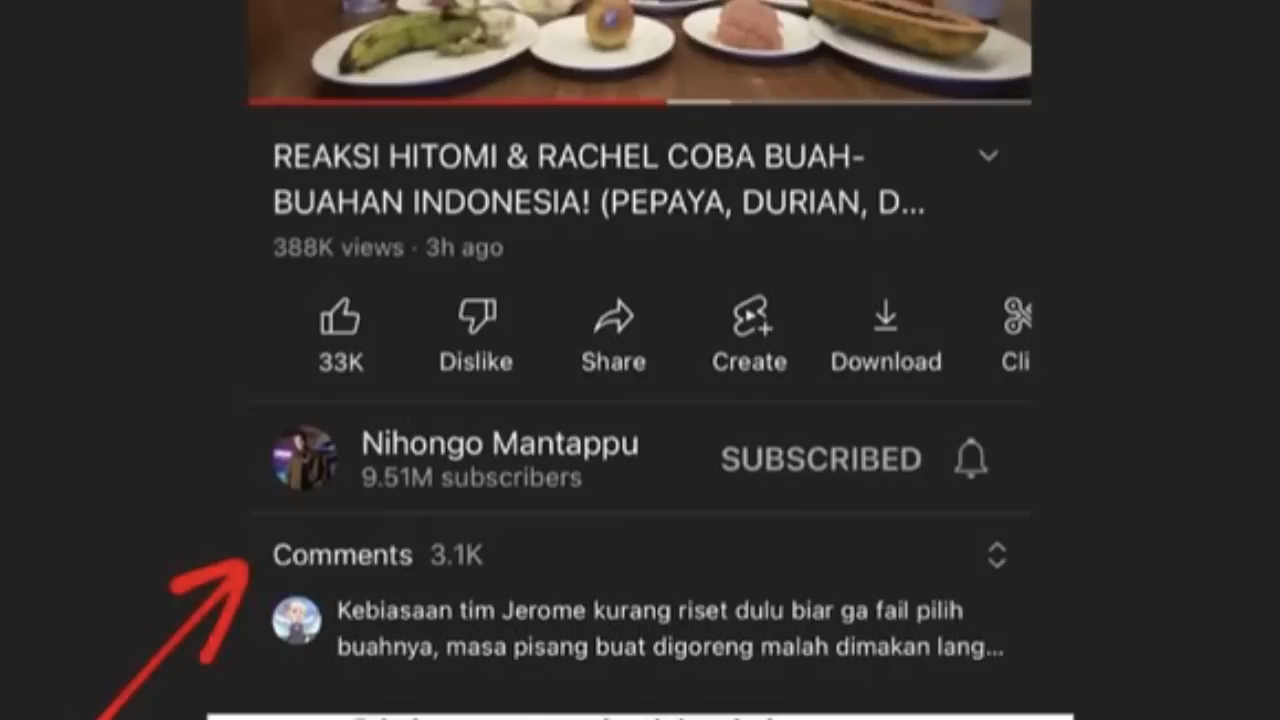 REAKSI HITOMI & RACHEL COBA BUAH-
BUAHAN INDONESIA! (PEPAYA, DURIAN, D...
388K views · 3h ago
33K
Dislike
Share
Create
Download
Cli
Nihongo Mantappu
9.51M subscribers
SUBSCRIBED
Comments 3.1K
Kebiasaan tim Jerome kurang riset dulu biar ga fail pilih
buahnya, masa pisang buat digoreng malah dimakan lang...